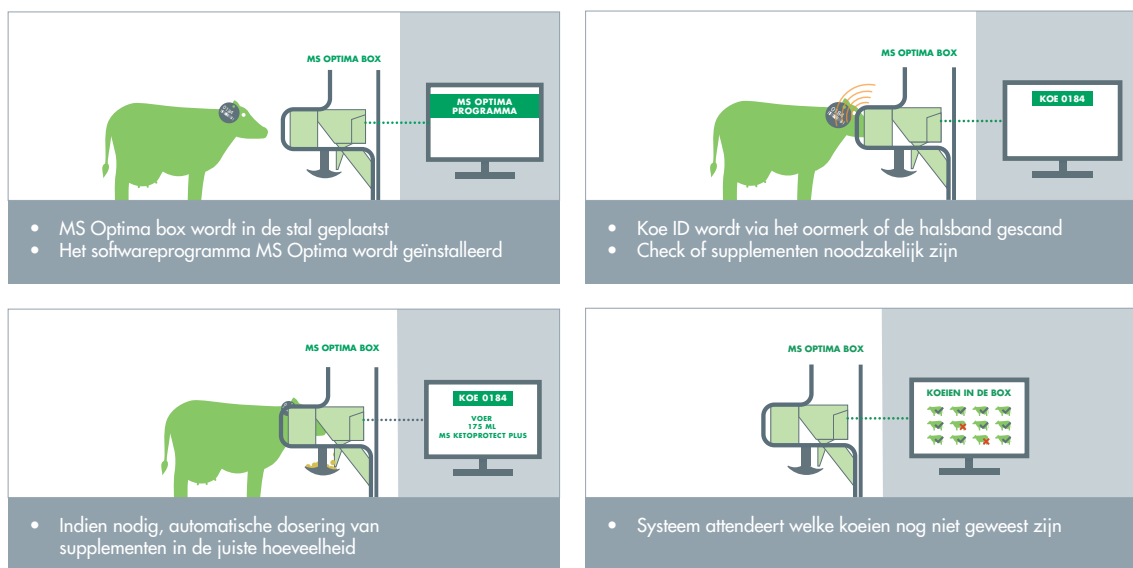 MS OPTIMA BOX
MS OPTIMA
PROGRAMMA
• MS Optima box wordt in de stal geplaatst
• Het softwareprogramma MS Optima wordt geïnstalleerd
MS OPTIMA BOX
KOE 0184
• Koe ID wordt via het oormerk of de halsband gescand
• Check of supplementen noodzakelijk zijn
MS OPTIMA BOX
KOE 0184
VOER
175 ML
MS KETOPROTECT PLUS
• Indien nodig, automatische dosering van
supplementen in de juiste hoeveelheid
MS OPTIMA BOX
KOEIEN IN DE BOX
• Systeem attendeert welke koeien nog niet geweest zijn